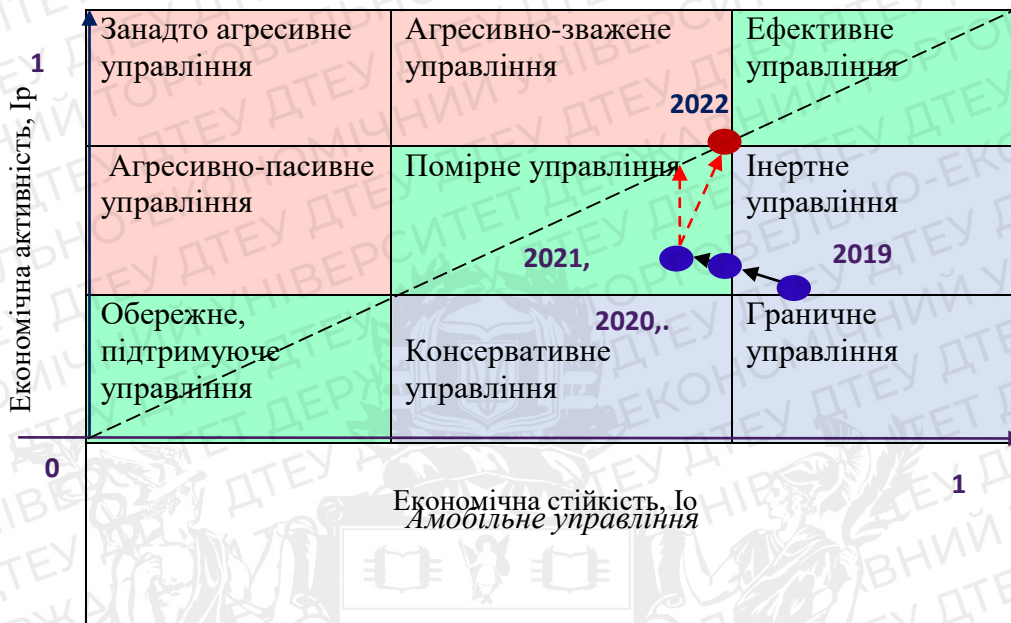 Занадто агресивне
управління
Агресивно-зважене
управління
Ефективне
управління
1
2022
Економічна активність, Ір
Агресивно-пасивне
управління
Помірне управління
Інертне
управління
2021,
2019
Обережне,
підтримуюче
управління
2020,.
Консервативне
управління
Граничне
управління
0
1
Економічна стійкість, Іо
Амобільне управління